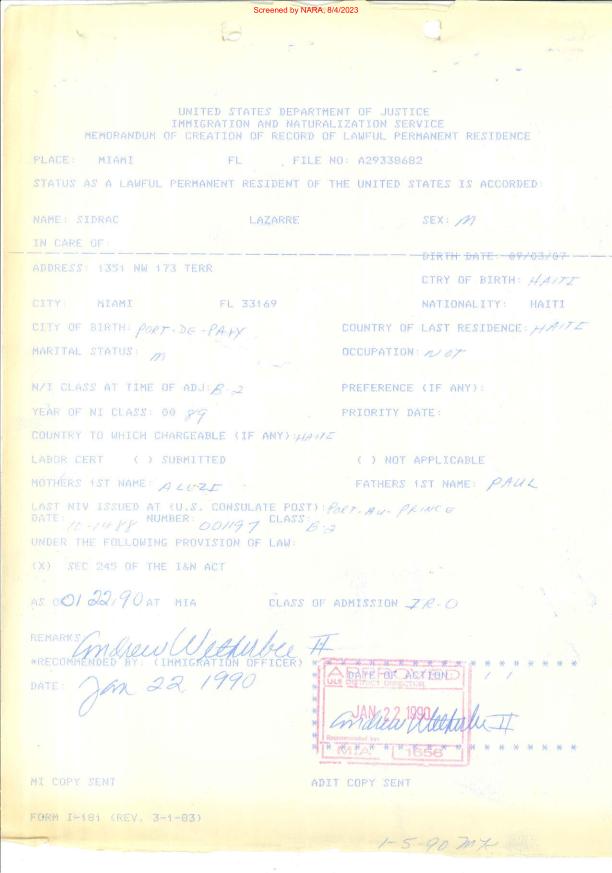 Screened by NARA, 8/4/2023
UNITED STATES DEPARTMENT OF JUSTICE
IMMIGRATION AND NATURALIZATION SERVICE
MEMORANDUM OF CREATION OF RECORD OF LAWFUL PERMANENT RESIDENCE
PLACE: MIAMI FL . FILE NO: A29338682
STATUS AS A LAWFUL PERMANENT RESIDENT OF THE UNITED STATES IS ACCORDED:
NAME: SIDRAC LAZARRE SEX: M
IN CARE OF:
BIRTH DATE: 09/03/07
ADDRESS: 1351 NW 173 TERR
CTRY OF BIRTH: HAITI
CITY: MIAMI FL 33169 NATIONALITY: HAITI
CITY OF BIRTH: PORT-DE-PAIX COUNTRY OF LAST RESIDENCE: HAITI
MARITAL STATUS: M OCCUPATION: NOT
N/I CLASS AT TIME OF ADJ: B-2 PREFERENCE (IF ANY):
YEAR OF NI CLASS: 00 89 PRIORITY DATE:
COUNTRY TO WHICH CHARGEABLE (IF ANY): HAITI
LABOR CERT ( ) SUBMITTED ( ) NOT APPLICABLE
MOTHERS 1ST NAME: FATHERS 1ST NAME: PAUL
LAST NIV ISSUED AT (U.S. CONSULATE POST): PORT-AU-PRINCE
DATE: NUMBER: 001197 CLASS: B-2
UNDER THE FOLLOWING PROVISION OF LAW:
(X) SEC 245 OF THE I&N ACT
AS O 01 22,90 AT MIA CLASS OF ADMISSION IR-0
REMARKS Andrew Wetherbee II
*RECOMMENDED BY: (IMMIGRATION OFFICER)
DATE: Jan 22 1990
DATE OF ACTION
DISTRICT DIRECTOR
JAN 22 1990
Andrew Wetherbee II
Recommended by:
MIA 1656
MI COPY SENT ADIT COPY SENT
FORM I-181 (REV. 3-1-83)
1-5-90 MK